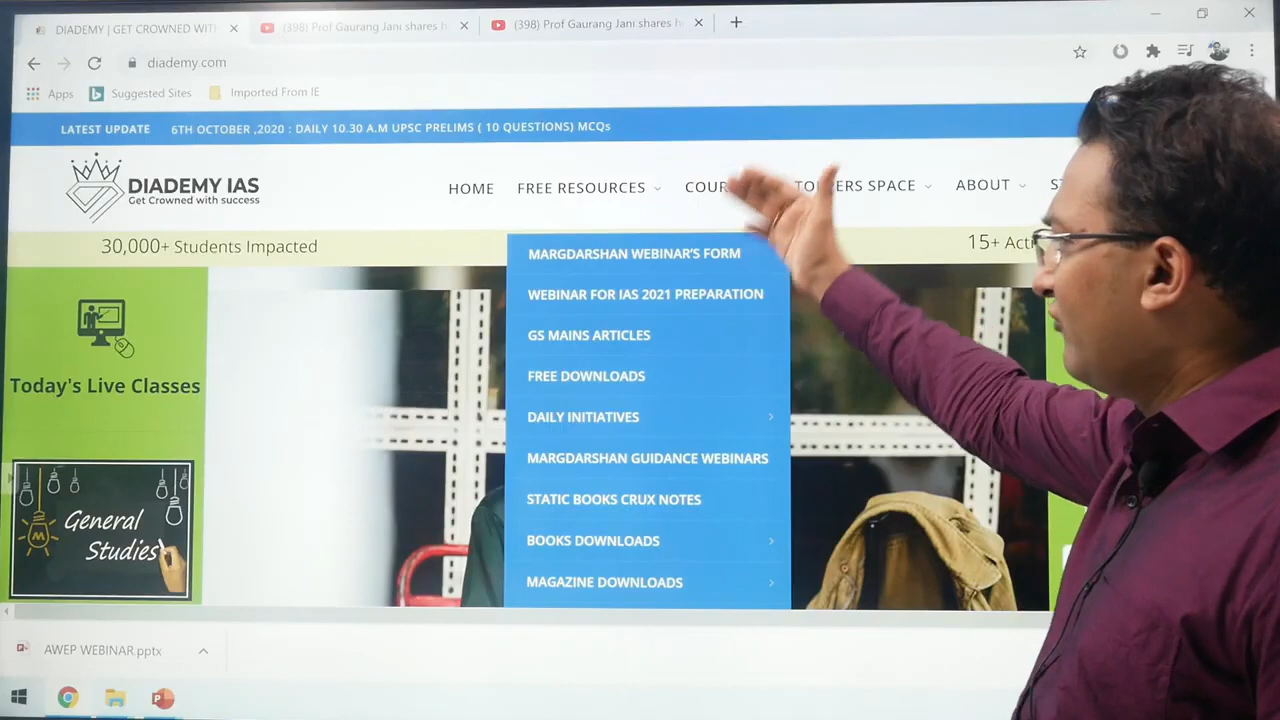 DIADEMY | GET CROWNED WITH
(398) Prof Gaurang Jani shares h
(398) Prof Gaurang Jani shares h
diademy.com
Apps
Suggested Sites
Imported From IE
LATEST UPDATE 6TH OCTOBER ,2020 : DAILY 10.30 A.M UPSC PRELIMS ( 10 QUESTIONS) MCQs
DIADEMY IAS
Get Crowned with success
HOME FREE RESOURCES SPACE ABOUT
30,000+ Students Impacted
15+
MARGDARSHAN WEBINAR'S FORM
WEBINAR FOR IAS 2021 PREPARATION
GS MAINS ARTICLES
FREE DOWNLOADS
DAILY INITIATIVES
MARGDARSHAN GUIDANCE WEBINARS
STATIC BOOKS CRUX NOTES
BOOKS DOWNLOADS
MAGAZINE DOWNLOADS
Today's Live Classes
General
Studies
AWEP WEBINAR.pptx